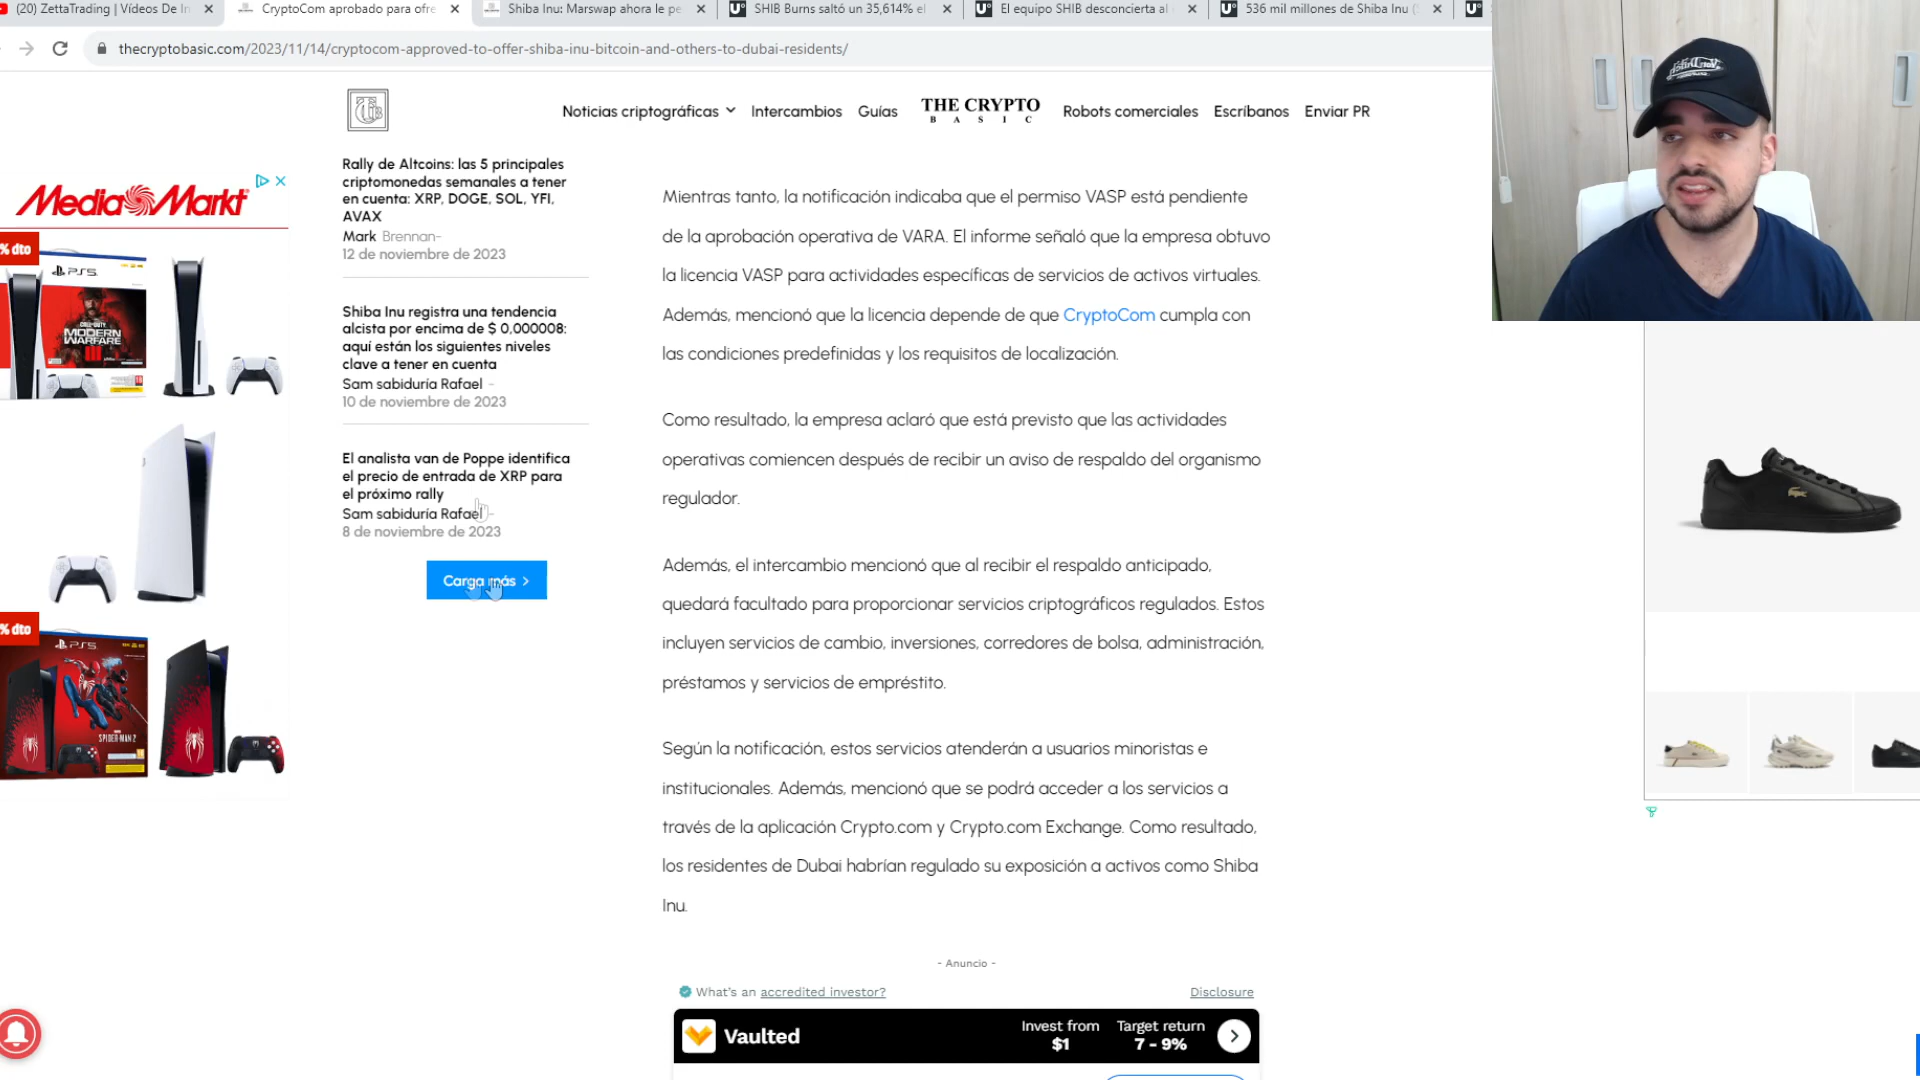 (20) ZettaTrading | Vídeos De In
CryptoCom aprobado para ofre
Shiba Inu: Marswap ahora le pe
SHIB Burns saltó un 35,614% el
El equipo SHIB desconcierta al
536 mil millones de Shiba Inu (
thecryptobasic.com/2023/11/14/cryptocom-approved-to-offer-shiba-inu-bitcoin-and-others-to-dubai-residents/
Noticias criptográficas
Intercambios
Guías
THE CRYPTO
BASIC
Robots comerciales
Escríbanos
Enviar PR
Media Markt
% dto
PS5
MODERN
WARFARE
% dto
PS5
SPIDER-MAN 2
Rally de Altcoins: las 5 principales
criptomonedas semanales a tener
en cuenta: XRP, DOGE, SOL, YFI,
AVAX
Mark Brennan-
12 de noviembre de 2023
Shiba Inu registra una tendencia
alcista por encima de $ 0,000008:
aquí están los siguientes niveles
clave a tener en cuenta
Sam sabiduría Rafael -
10 de noviembre de 2023
El analista van de Poppe identifica
el precio de entrada de XRP para
el próximo rally
Sam sabiduría Rafael -
8 de noviembre de 2023
Carga más
Mientras tanto, la notificación indicaba que el permiso VASP está pendiente
de la aprobación operativa de VARA. El informe señaló que la empresa obtuvo
la licencia VASP para actividades específicas de servicios de activos virtuales.
Además, mencionó que la licencia depende de que CryptoCom cumpla con
las condiciones predefinidas y los requisitos de localización.
Como resultado, la empresa aclaró que está previsto que las actividades
operativas comiencen después de recibir un aviso de respaldo del organismo
regulador.
Además, el intercambio mencionó que al recibir el respaldo anticipado,
quedará facultado para proporcionar servicios criptográficos regulados. Estos
incluyen servicios de cambio, inversiones, corredores de bolsa, administración,
préstamos y servicios de empréstito.
Según la notificación, estos servicios atenderán a usuarios minoristas e
institucionales. Además, mencionó que se podrá acceder a los servicios a
través de la aplicación Crypto.com y Crypto.com Exchange. Como resultado,
los residentes de Dubai habrían regulado su exposición a activos como Shiba
Inu.
- Anuncio -
What's an accredited investor?
Disclosure
Vaulted
Invest from
$1
Target return
7 - 9%